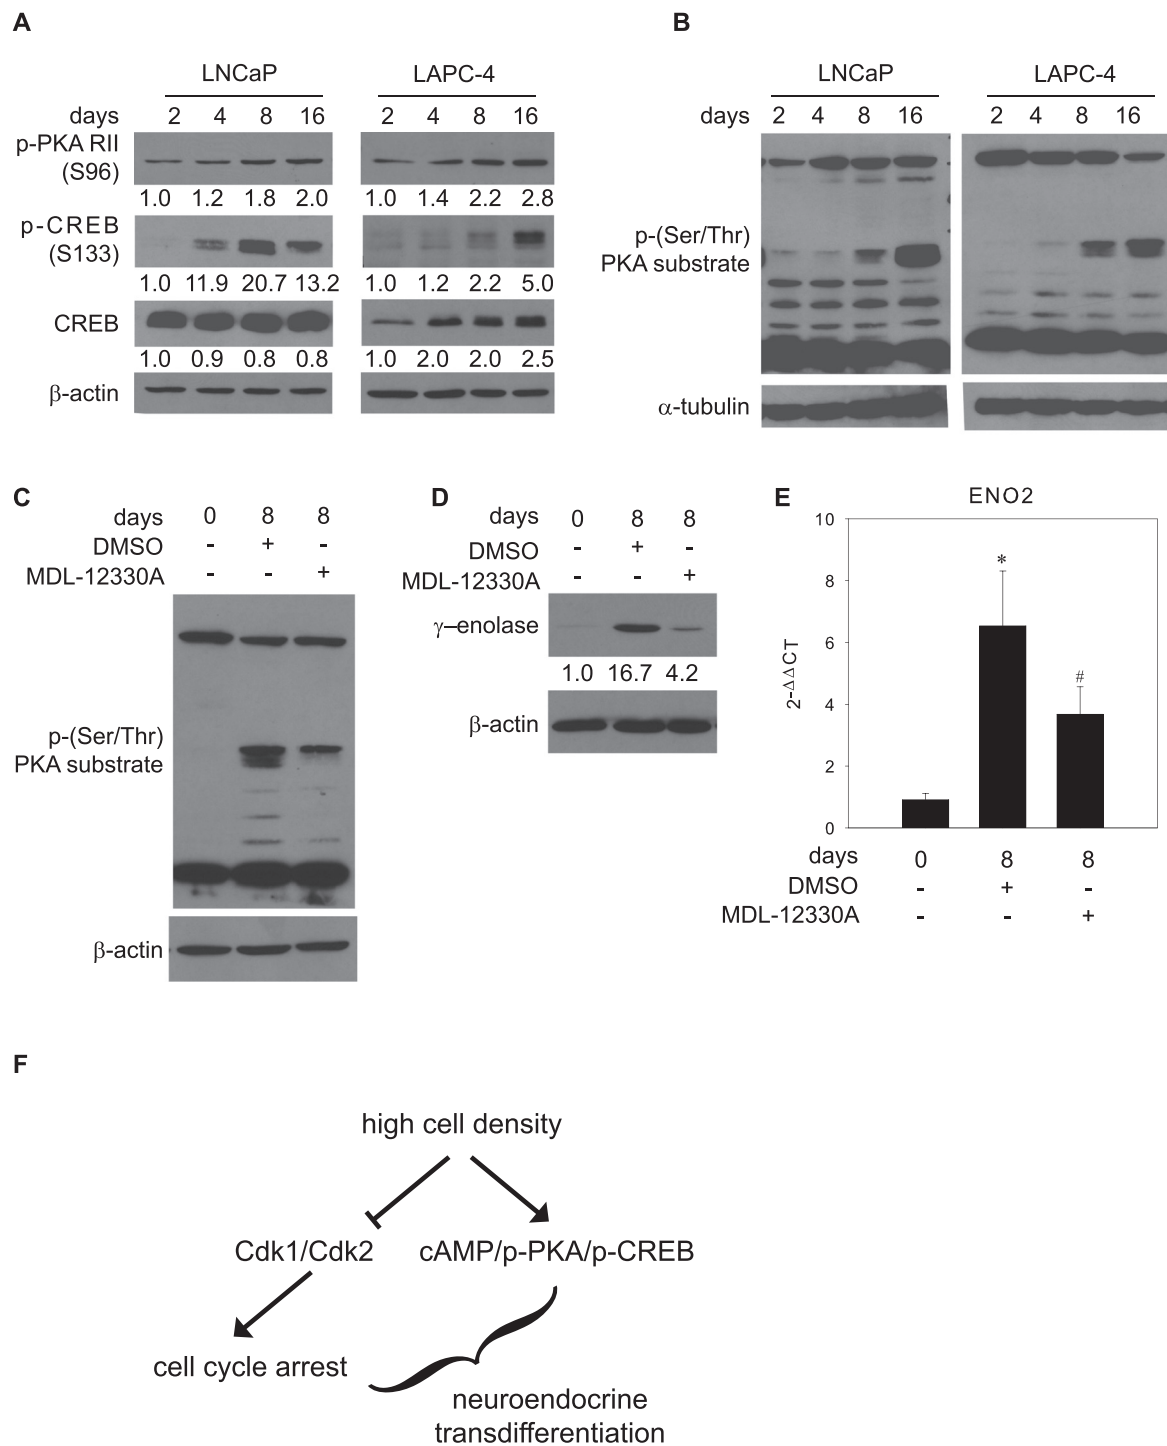 A
LNCaP LAPC-4
days 2 4 8 16 2 4 8 16
p-PKA RII
(S96)
1.0 1.2 1.8 2.0 1.0 1.4 2.2 2.8
p-CREB
(S133)
1.0 11.9 20.7 13.2 1.0 1.2 2.2 5.0
CREB
1.0 0.9 0.8 0.8 1.0 2.0 2.0 2.5
β-actin
B
LNCaP LAPC-4
days 2 4 8 16 2 4 8 16
p-(Ser/Thr)
PKA substrate
α-tubulin
C
days 0 8 8
DMSO - + -
MDL-12330A - - +
p-(Ser/Thr)
PKA substrate
β-actin
D
days 0 8 8
DMSO - + -
MDL-12330A - - +
γ–enolase
1.0 16.7 4.2
β-actin
E
ENO2
10
8
6
4
2
0
2-ΔΔCT
*
#
days 0 8 8
DMSO - + -
MDL-12330A - - +
F
high cell density
Cdk1/Cdk2 cAMP/p-PKA/p-CREB
cell cycle arrest
neuroendocrine
transdifferentiation